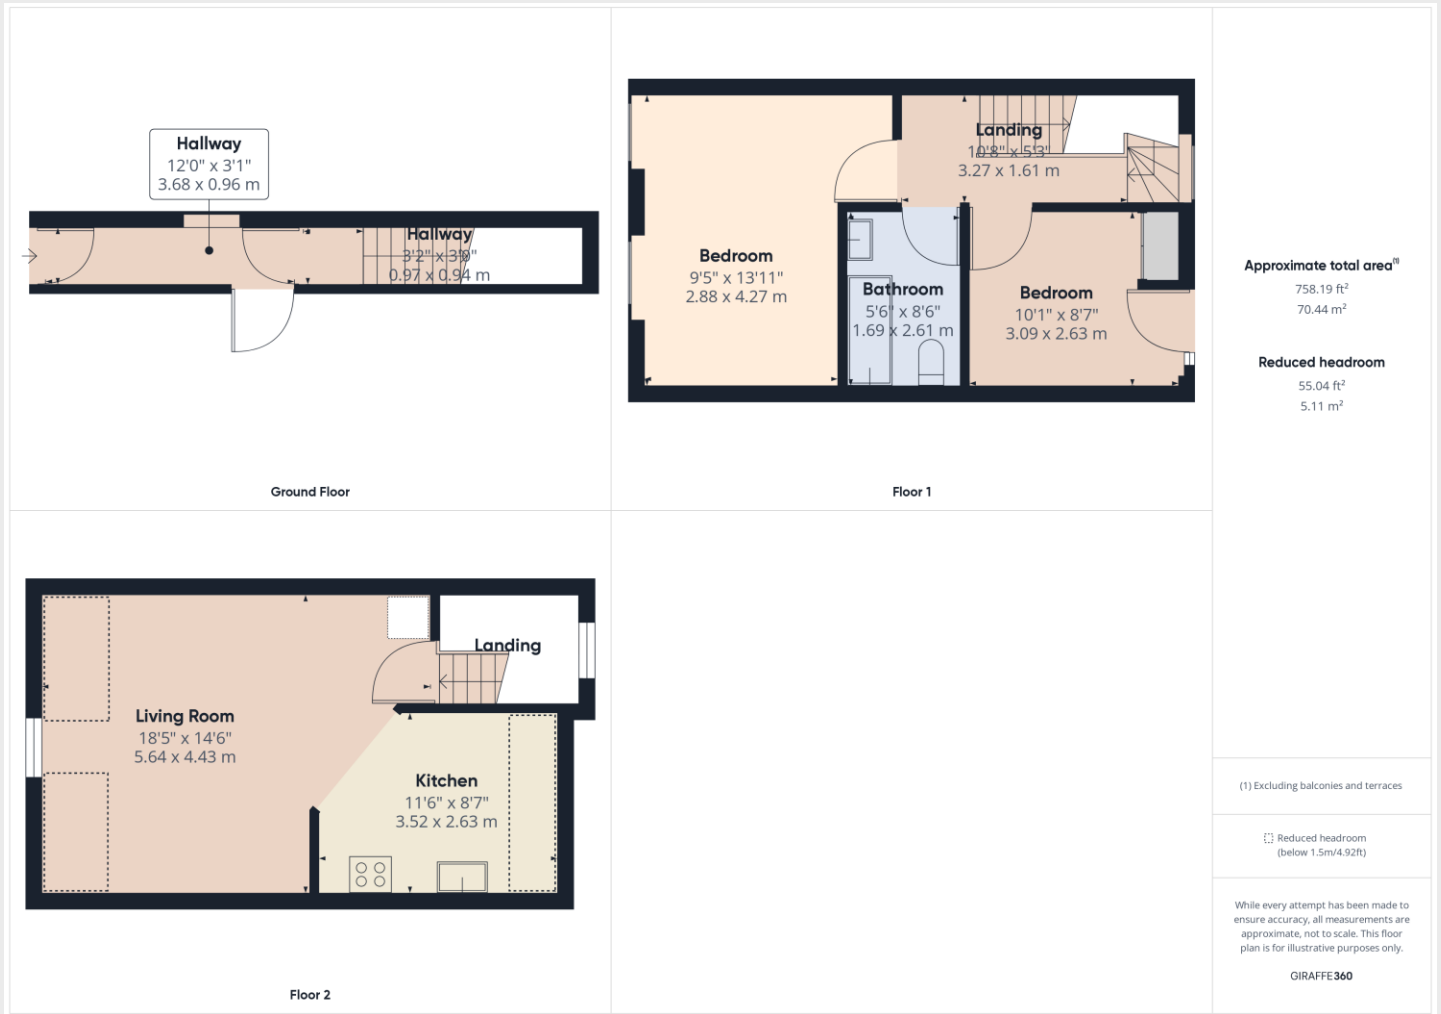 Hallway
12'0" x 3'1"
3.68 x 0.96 m
Hallway
3'2" x 3'0"
0.97 x 0.94 m
Ground Floor
Landing
10'8" x 5'3"
3.27 x 1.61 m
Bedroom
9'5" x 13'11"
2.88 x 4.27 m
Bathroom
5'6" x 8'6"
1.69 x 2.61 m
Bedroom
10'1" x 8'7"
3.09 x 2.63 m
Floor 1
Landing
Living Room
18'5" x 14'6"
5.64 x 4.43 m
Kitchen
11'6" x 8'7"
3.52 x 2.63 m
Floor 2
Approximate total area⁽¹⁾
758.19 ft²
70.44 m²
Reduced headroom
55.04 ft²
5.11 m²
(1) Excluding balconies and terraces
Reduced headroom
(below 1.5m/4.92ft)
While every attempt has been made to
ensure accuracy, all measurements are
approximate, not to scale. This floor
plan is for illustrative purposes only.
GIRAFFE360